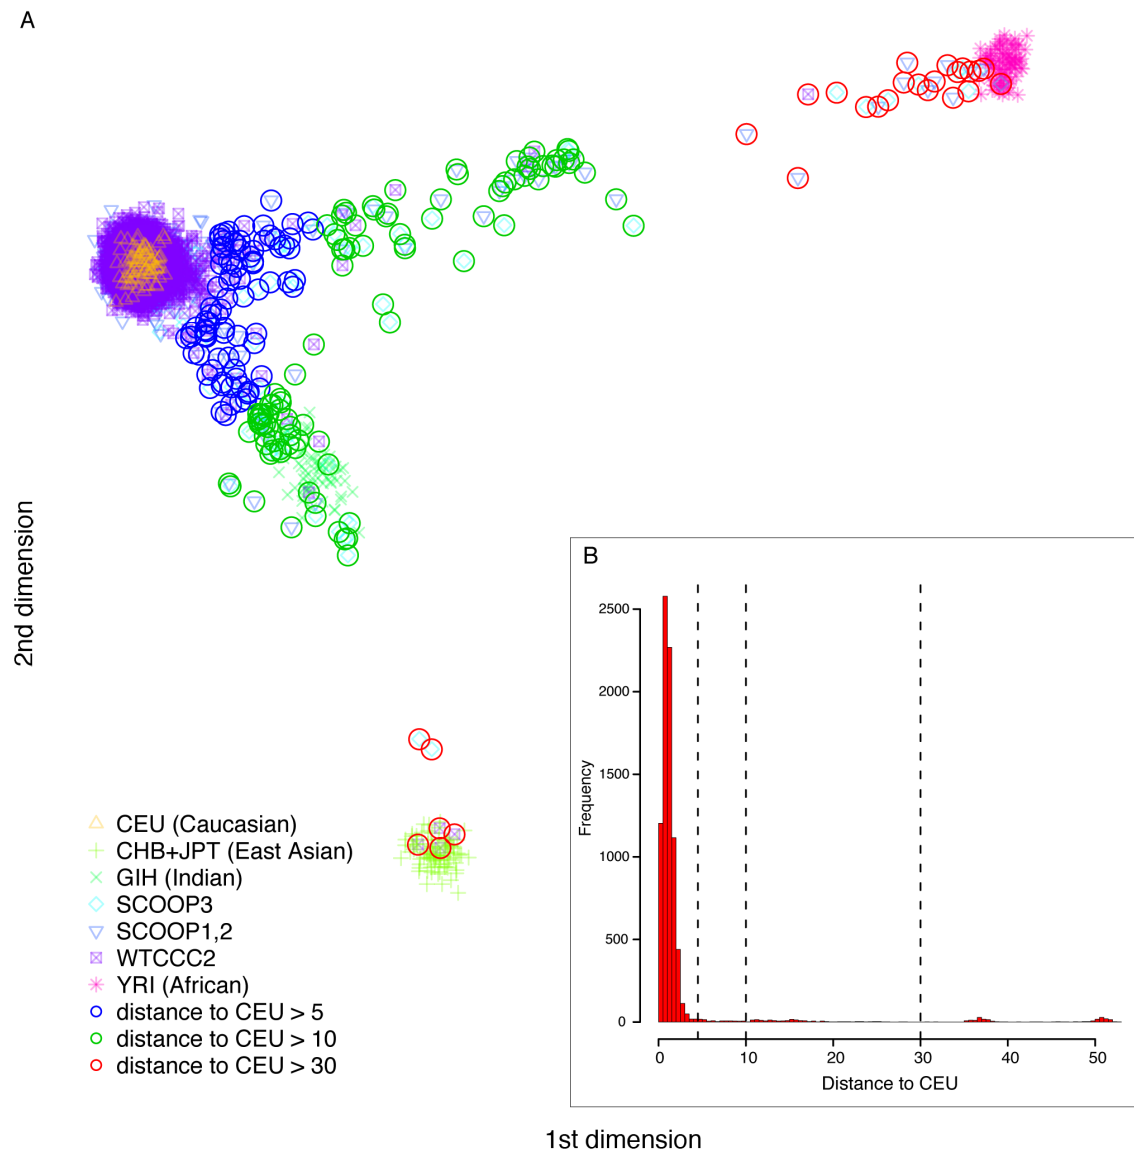 A
2nd dimension
CEU (Caucasian)
CHB+JPT (East Asian)
GIH (Indian)
SCOOP3
SCOOP1,2
WTCCC2
YRI (African)
distance to CEU > 5
distance to CEU > 10
distance to CEU > 30
B
Frequency
2500
2000
1500
1000
500
0
0 10 20 30 40 50
Distance to CEU
1st dimension